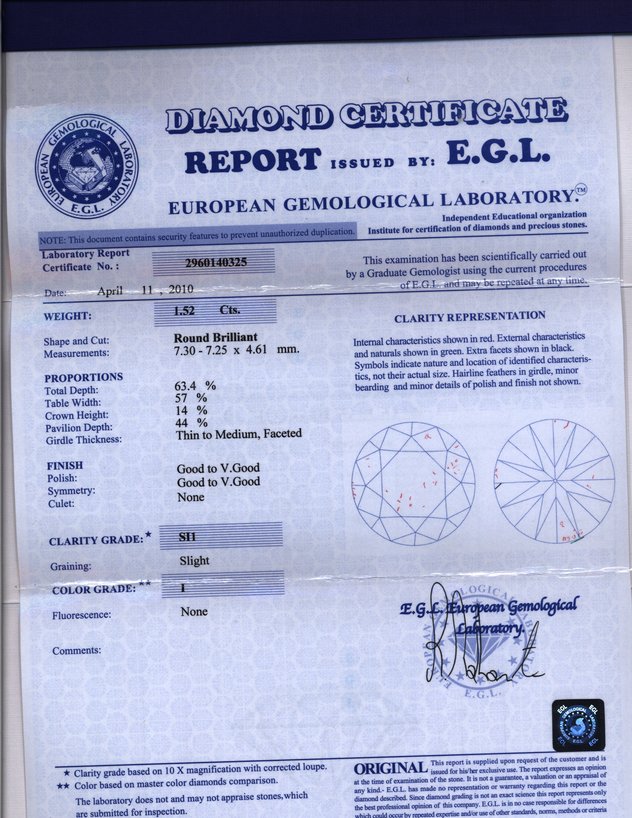 EUROPEAN GEMOLOGICAL LABORATORY
E.G.L.
DIAMOND CERTIFICATE
REPORT ISSUED BY: E.G.L.
EUROPEAN GEMOLOGICAL LABORATORY.™
Independent Educational organization
Institute for certification of diamonds and precious stones.
NOTE: This document contains security features to prevent unauthorized duplication.
Laboratory Report
Certificate No. : 2960140325
Date: April 11 , 2010
This examination has been scientifically carried out
by a Graduate Gemologist using the current procedures
of E.G.L and may be repeated at any time.
WEIGHT: 1.52 Cts.
Shape and Cut: Round Brilliant
Measurements: 7.30 - 7.25 x 4.61 mm.
PROPORTIONS
Total Depth: 63.4 %
Table Width: 57 %
Crown Height: 14 %
Pavilion Depth: 44 %
Girdle Thickness: Thin to Medium, Faceted
FINISH
Polish: Good to V.Good
Symmetry: Good to V.Good
Culet: None
CLARITY GRADE:★ SI1
Graining: Slight
COLOR GRADE:★★ I
Fluorescence: None
Comments:
CLARITY REPRESENTATION
Internal characteristics shown in red. External characteristics
and naturals shown in green. Extra facets shown in black.
Symbols indicate nature and location of identified characteris-
tics, not their actual size. Hairline feathers in girdle, minor
bearding and minor details of polish and finish not shown.
E.G.L. European Gemological
Laboratory.
E.G.L.
EGL EGL
EGL EGL
★ Clarity grade based on 10 X magnification with corrected loupe.
★★ Color based on master color diamonds comparison.
The laboratory does not and may not appraise stones,which
are submitted for inspection.
ORIGINAL This report is supplied upon request of the customer and is
issued for his/her exclusive use. The report expresses an opinion
at the time of examination of the stone. It is not a guarantee, a valuation or an appraisal of
any kind.- E.G.L. has made no representation or warranty regarding this report or the
diamond described. Since diamond grading is not an exact science this report represents only
the best professional opinion of this company. E.G.L. is in no case responsible for differences
which could occur by repeated expertise and/or use of other standards, norms, methods or criteria